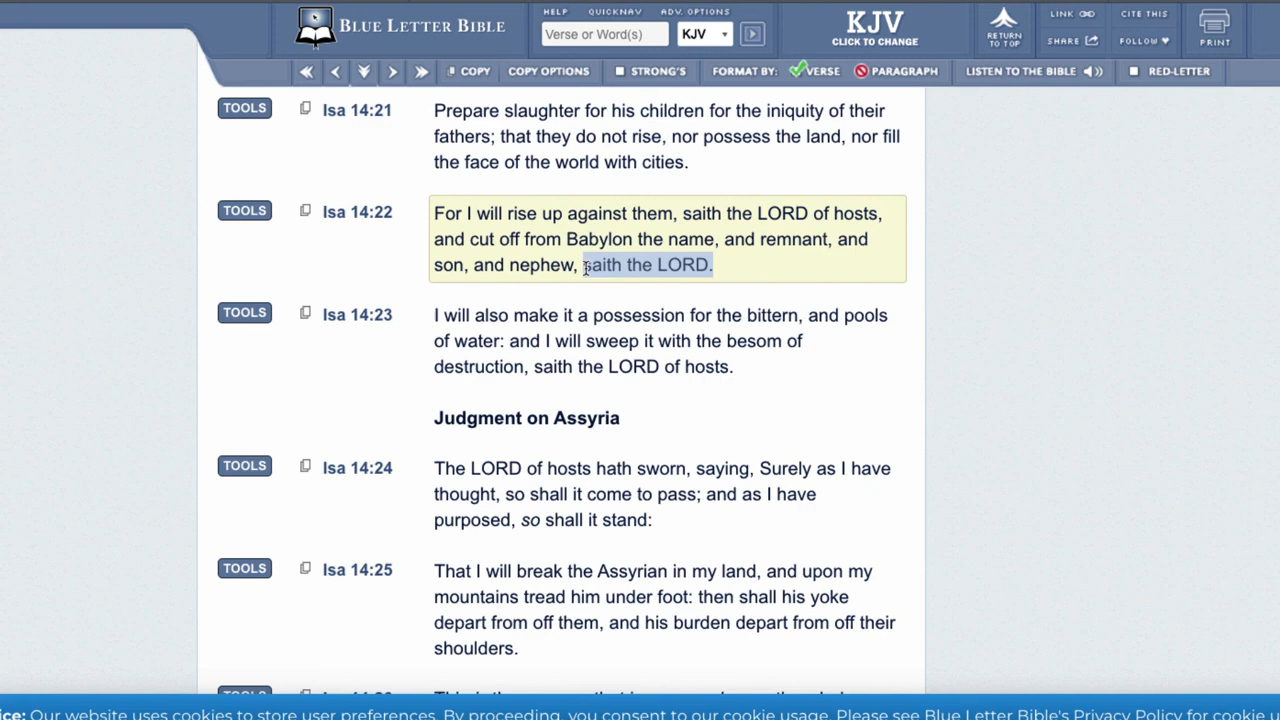 BLUE LETTER BIBLE
HELP QUICKNAV ADV. OPTIONS
Verse or Word(s)
KJV
KJV
CLICK TO CHANGE
RETURN
TO TOP
LINK
CITE THIS
SHARE
FOLLOW
PRINT
COPY COPY OPTIONS STRONG'S FORMAT BY: VERSE PARAGRAPH LISTEN TO THE BIBLE RED-LETTER
TOOLS Isa 14:21 Prepare slaughter for his children for the iniquity of their
fathers; that they do not rise, nor possess the land, nor fill
the face of the world with cities.
TOOLS Isa 14:22 For I will rise up against them, saith the LORD of hosts,
and cut off from Babylon the name, and remnant, and
son, and nephew, saith the LORD.
TOOLS Isa 14:23 I will also make it a possession for the bittern, and pools
of water: and I will sweep it with the besom of
destruction, saith the LORD of hosts.
Judgment on Assyria
TOOLS Isa 14:24 The LORD of hosts hath sworn, saying, Surely as I have
thought, so shall it come to pass; and as I have
purposed, so shall it stand:
TOOLS Isa 14:25 That I will break the Assyrian in my land, and upon my
mountains tread him under foot: then shall his yoke
depart from off them, and his burden depart from off their
shoulders.
Our website uses cookies to store user preferences. By proceeding, you consent to our cookie usage. Please see Blue Letter Bible's Privacy Policy for cookie